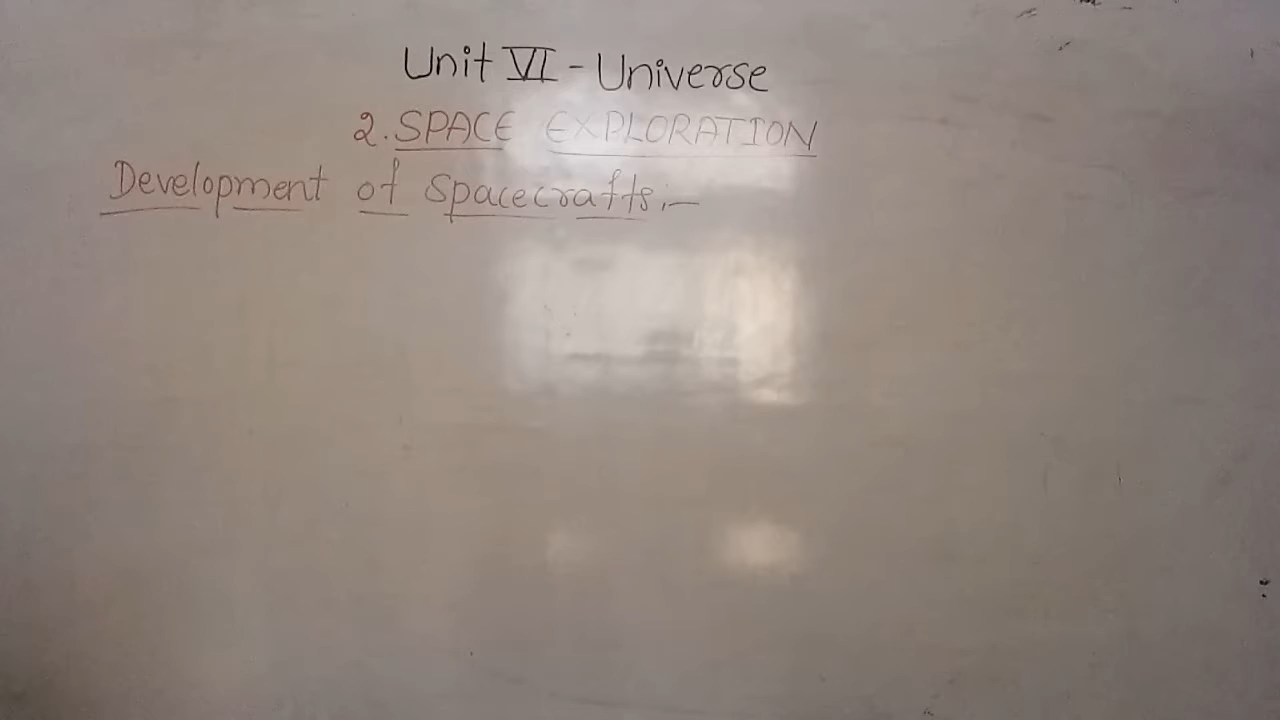 Unit VI - Universe
2. SPACE EXPLORATION
Development of Spacecrafts:-